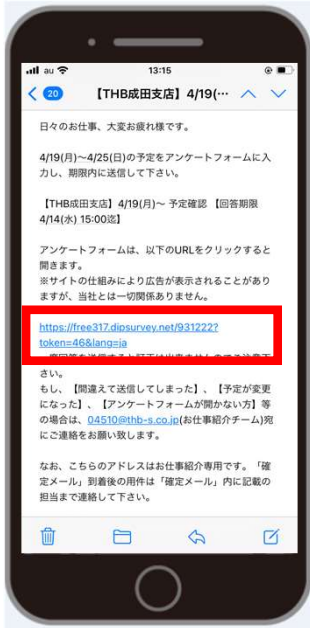 au
13:15
20
【THB成田支店】4/19(…
日々のお仕事、大変お疲れ様です。
4/19(月)～4/25(日)の予定をアンケートフォームに入
力し、期限内に送信して下さい。
【THB成田支店】4/19(月)～ 予定確認 【回答期限
4/14(水) 15:00迄】
アンケートフォームは、以下のURLをクリックすると
開きます。
※サイトの仕組みにより広告が表示されることがあり
ますが、当社とは一切関係ありません。
https://free317.dipsurvey.net/931222?
token=46&lang=ja
さい。
もし、【間違えて送信してしまった】、【予定が変更
になった】、【アンケートフォームが開かない方】等
の場合は、04510@thb-s.co.jp(お仕事紹介チーム)宛
にご連絡をお願い致します。
なお、こちらのアドレスはお仕事紹介専用です。「確
定メール」到着後の用件は「確定メール」内に記載の
担当まで連絡して下さい。